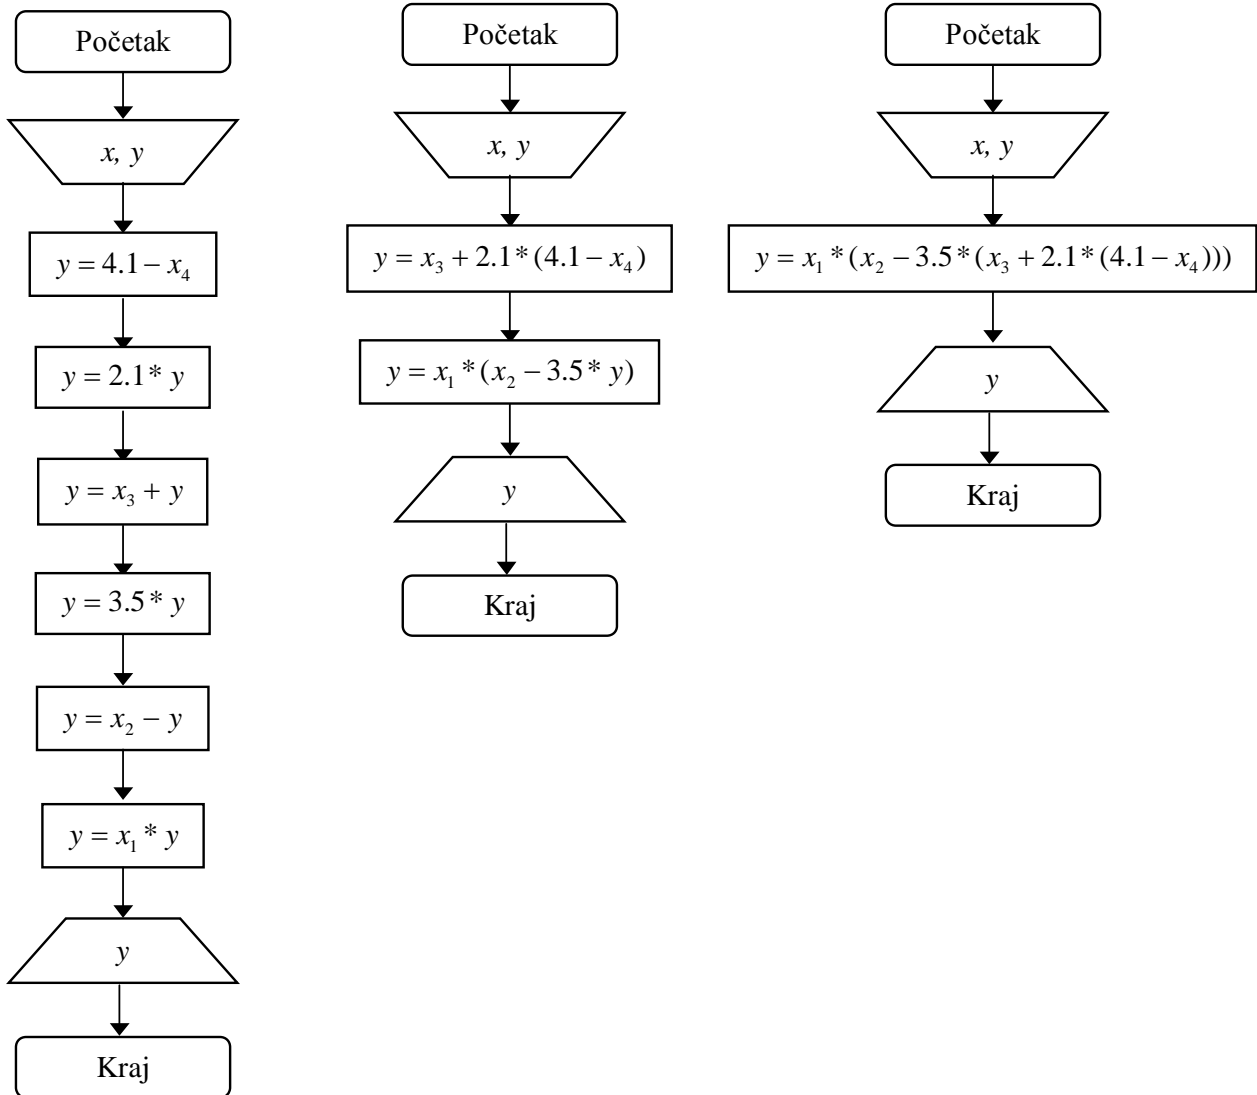 Početak
x, y
y = 4.1 − x₄
y = 2.1 * y
y = x₃ + y
y = 3.5 * y
y = x₂ − y
y = x₁ * y
y
Kraj
Početak
x, y
y = x₃ + 2.1 * (4.1 − x₄)
y = x₁ * (x₂ − 3.5 * y)
y
Kraj
Početak
x, y
y = x₁ * (x₂ − 3.5 * (x₃ + 2.1 * (4.1 − x₄)))
y
Kraj